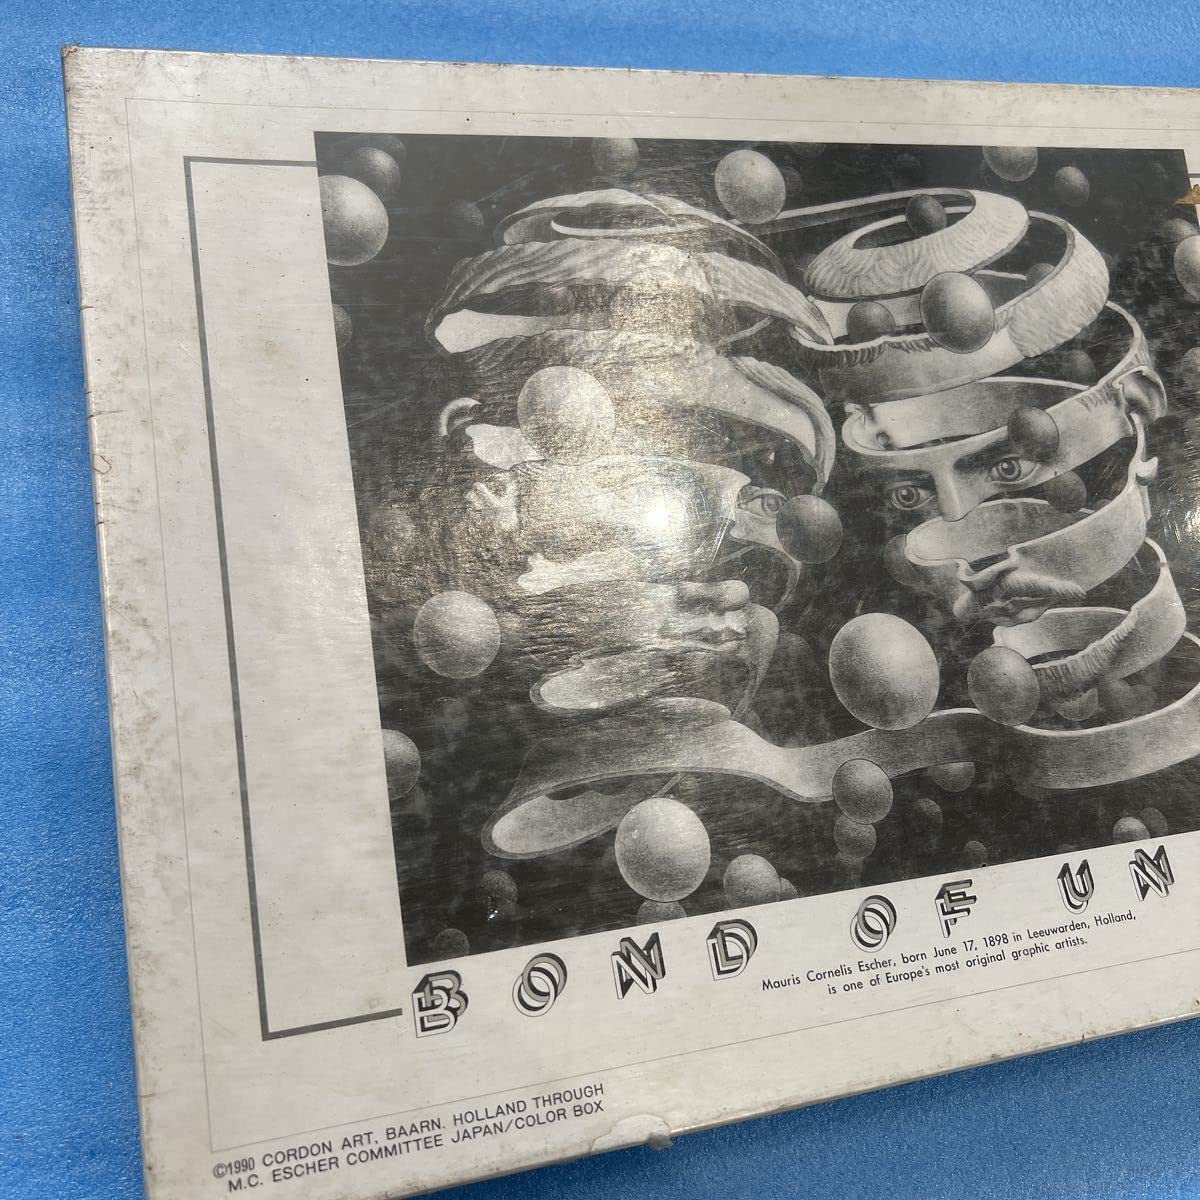 BOND OF UN
Mauris Cornelis Escher, born June 17, 1898 in Leeuwarden, Holland,
is one of Europe's most original graphic artists.
©1990 CORDON ART, BAARN. HOLLAND THROUGH
M.C. ESCHER COMMITTEE JAPAN/COLOR BOX